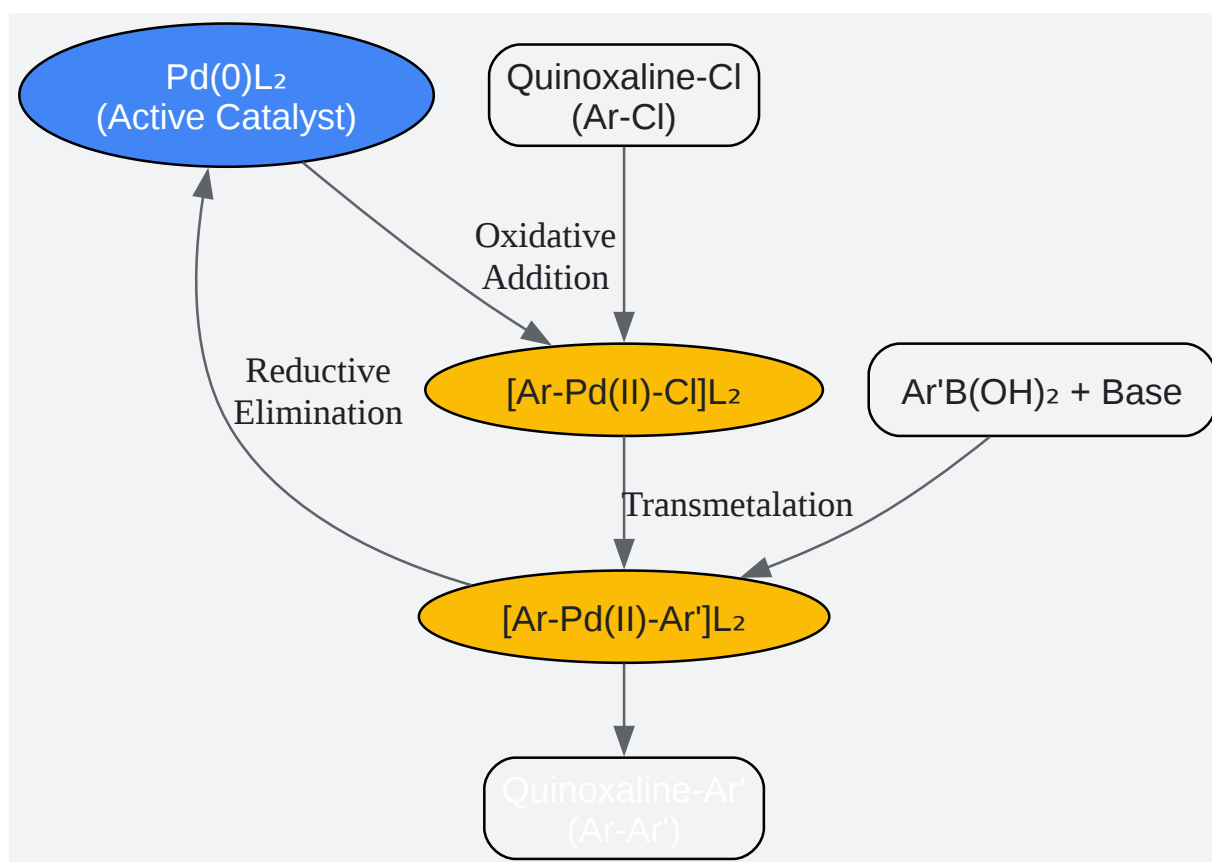 Pd(0)L₂
(Active Catalyst)
Quinoxaline-Cl
(Ar-Cl)
Oxidative
Addition
Reductive
Elimination
[Ar-Pd(II)-Cl]L₂
Ar'B(OH)₂ + Base
Transmetalation
[Ar-Pd(II)-Ar']L₂
Quinoxaline-Ar'
(Ar-Ar')